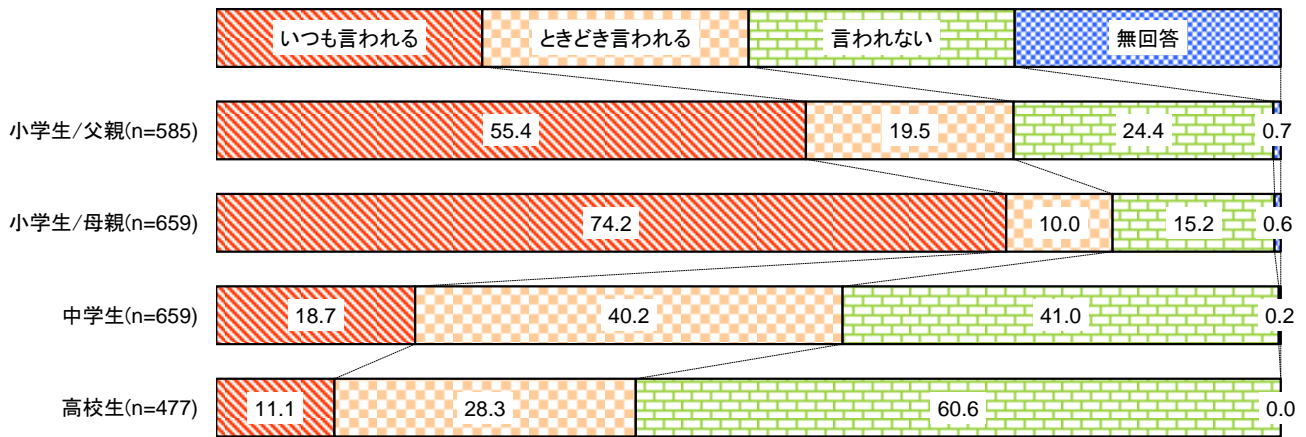 いつも言われる ときどき言われる 言われない 無回答
小学生/父親(n=585) 55.4 19.5 24.4 0.7
小学生/母親(n=659) 74.2 10.0 15.2 0.6
中学生(n=659) 18.7 40.2 41.0 0.2
高校生(n=477) 11.1 28.3 60.6 0.0